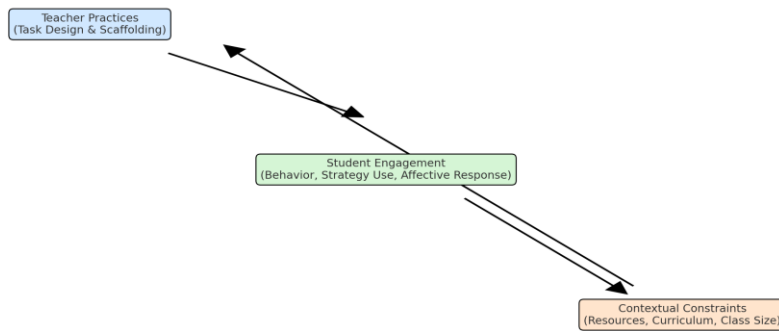 Teacher Practices
(Task Design & Scaffolding)
Student Engagement
(Behavior, Strategy Use, Affective Response)
Contextual Constraints
(Resources, Curriculum, Class Size)